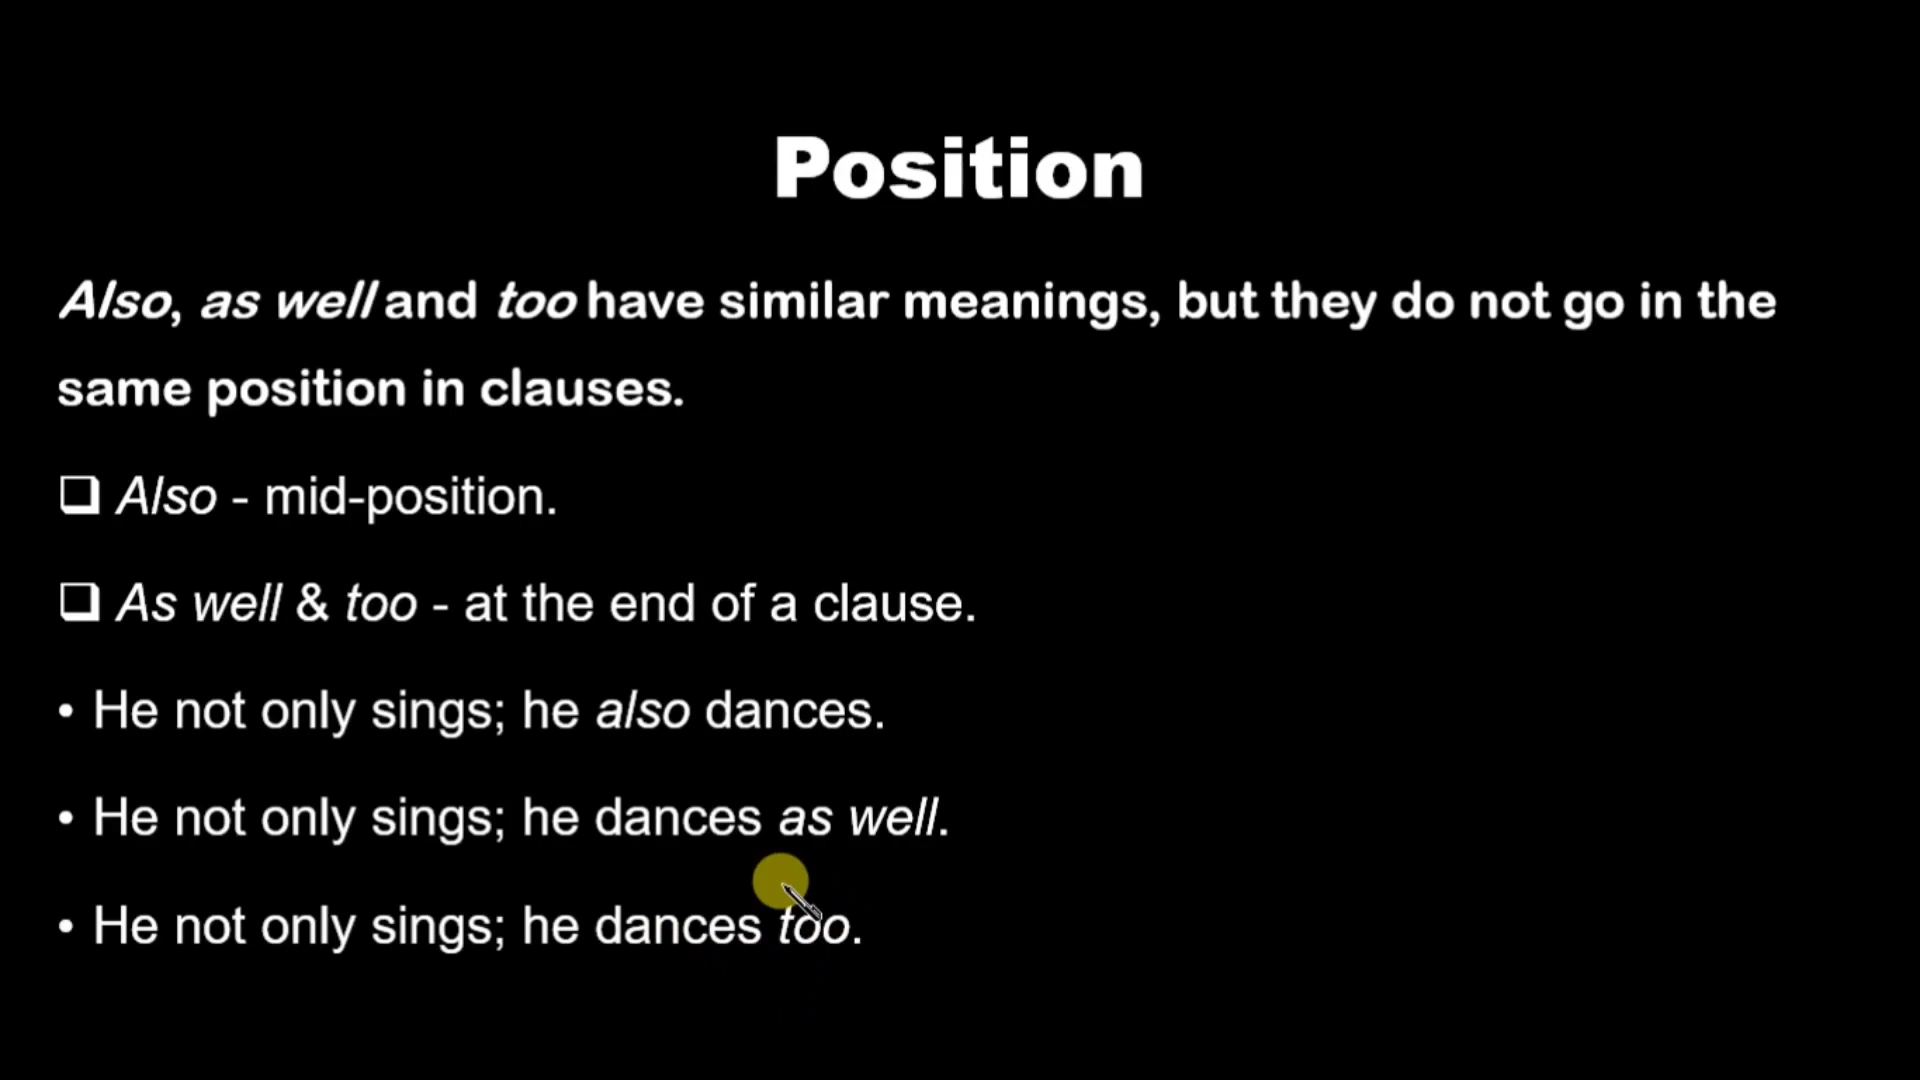 Position
Also, as well and too have similar meanings, but they do not go in the
same position in clauses.
❑ Also - mid-position.
❑ As well & too - at the end of a clause.
• He not only sings; he also dances.
• He not only sings; he dances as well.
• He not only sings; he dances too.